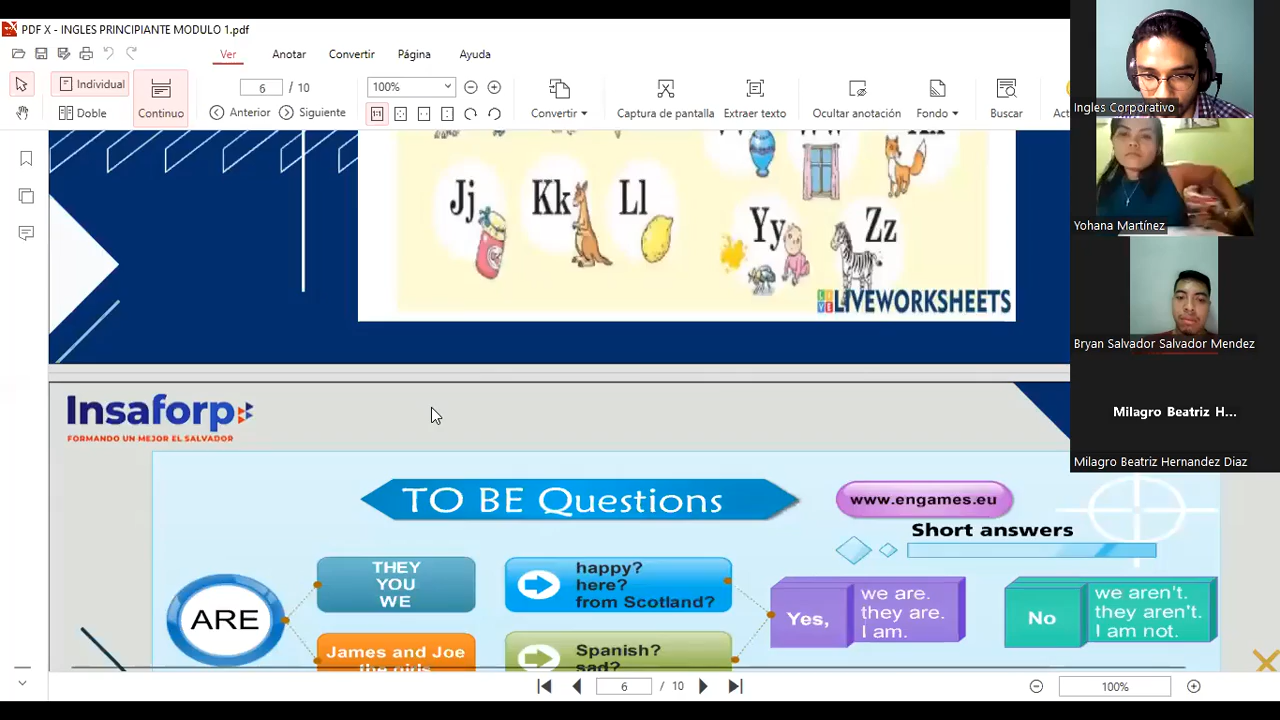 PDF X - INGLES PRINCIPIANTE MODULO 1.pdf
Ver Anotar Convertir Página Ayuda
Individual
Doble
Continuo
6 / 10
Anterior Siguiente
100%
Convertir
Captura de pantalla
Extraer texto
Ocultar anotación
Fondo
Buscar
Ingles Corporativo
Yohana Martínez
Bryan Salvador Salvador Mendez
Milagro Beatriz H...
Milagro Beatriz Hernandez Diaz
Jj Kk Ll
Yy Zz
LIVEWORKSHEETS
Insaforp
FORMANDO UN MEJOR EL SALVADOR
TO BE Questions
www.engames.eu
Short answers
ARE
THEY
YOU
WE
happy?
here?
from Scotland?
Yes,
we are.
they are.
I am.
No
we aren't.
they aren't.
I am not.
James and Joe
the girls
Spanish?
sad?
6 / 10
100%